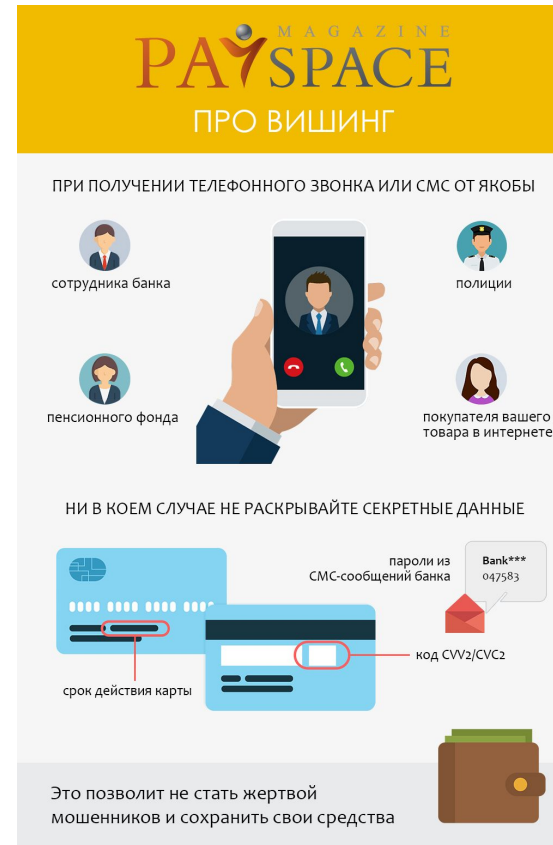 MAGAZINE
PAYSPACE
ПРО ВИШИНГ
ПРИ ПОЛУЧЕНИИ ТЕЛЕФОННОГО ЗВОНКА ИЛИ СМС ОТ ЯКОБЫ
сотрудника банка
полиции
пенсионного фонда
покупателя вашего
товара в интернете
НИ В КОЕМ СЛУЧАЕ НЕ РАСКРЫВАЙТЕ СЕКРЕТНЫЕ ДАННЫЕ
пароли из
СМС-сообщений банка
Bank***
047583
код CVV2/CVC2
срок действия карты
Это позволит не стать жертвой
мошенников и сохранить свои средства